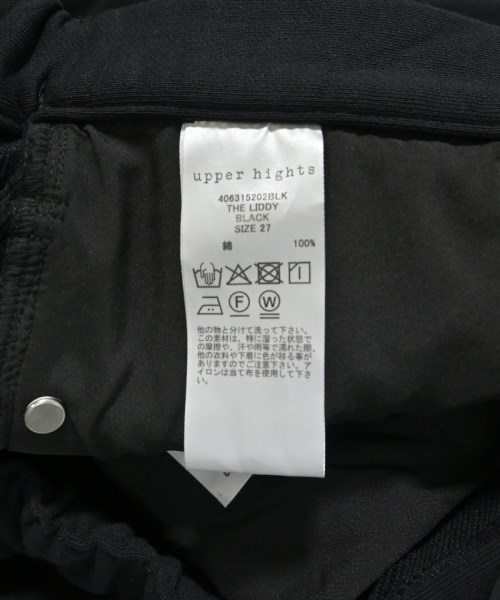 upper hights
406315202BLK
THE LIDDY
BLACK
SIZE 27
綿 100%
F W
他の物と分けて洗って下さい。
この素材は、特に湿った状態で
の摩擦や、汗や雨等で濡れた際、
他の衣料や下着に色が移る事が
ありますのでご注意下さい。ア
イロンは当て布を使用して下さ
い。